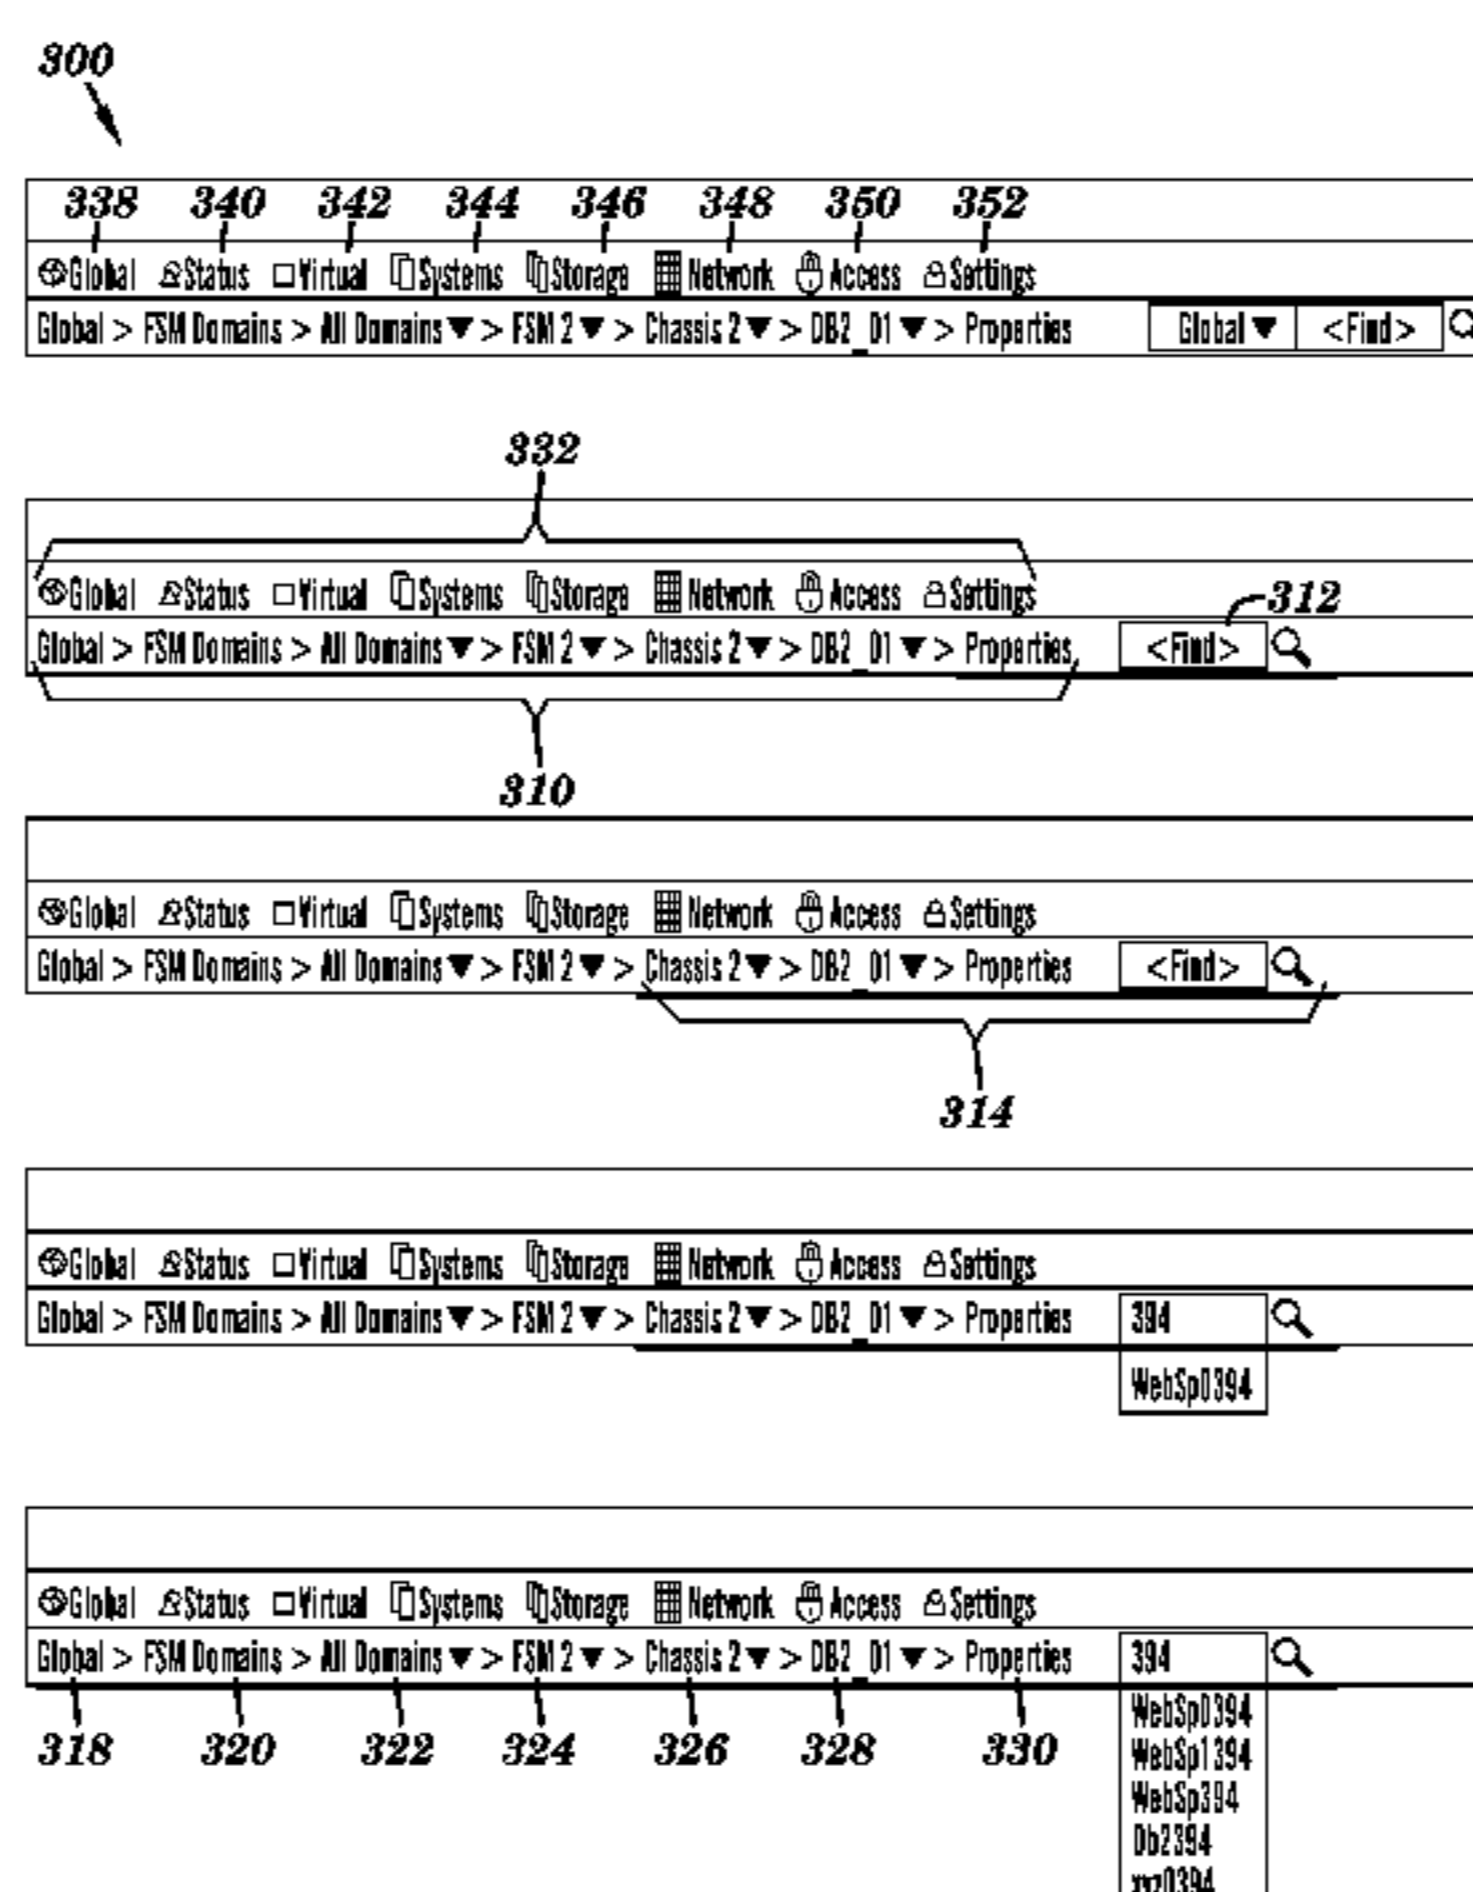 300
338 340 342 344 346 348 350 352
Global Status Virtual Systems Storage Network Access Settings
Global > FSM Domains > All Domains ▼ > FSM 2 ▼ > Chassis 2 ▼ > DB2_01 ▼ > Properties Global ▼ <Find>
332
Global Status Virtual Systems Storage Network Access Settings
312
Global > FSM Domains > All Domains ▼ > FSM 2 ▼ > Chassis 2 ▼ > DB2_01 ▼ > Properties <Find>
310
Global Status Virtual Systems Storage Network Access Settings
Global > FSM Domains > All Domains ▼ > FSM 2 ▼ > Chassis 2 ▼ > DB2_01 ▼ > Properties <Find>
314
Global Status Virtual Systems Storage Network Access Settings
Global > FSM Domains > All Domains ▼ > FSM 2 ▼ > Chassis 2 ▼ > DB2_01 ▼ > Properties 394
WebSp0394
Global Status Virtual Systems Storage Network Access Settings
Global > FSM Domains > All Domains ▼ > FSM 2 ▼ > Chassis 2 ▼ > DB2_01 ▼ > Properties 394
WebSp0394
318 320 322 324 326 328 330
WebSp1394
WebSp394
Db2394
xyz0394